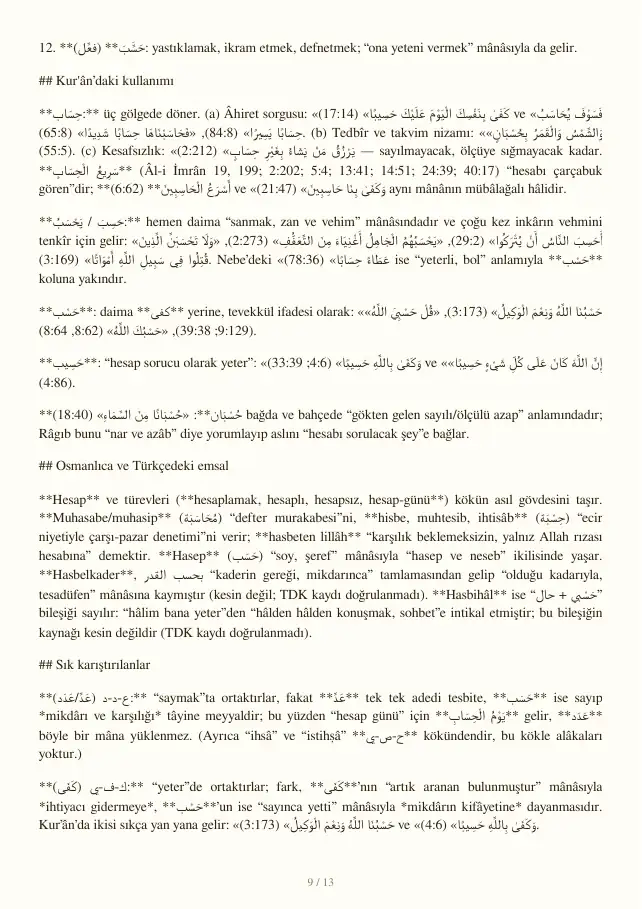 12. **حَسَّبَ** (فعّل)**: yastıklamak, ikram etmek, defnetmek; “ona yeteni vermek” mânâsıyla da gelir.
## Kur'ân’daki kullanımı
**حِسَاب:** üç gölgede döner. (a) Âhiret sorgusu: «كَفَىٰ بِنَفْسِكَ الْيَوْمَ عَلَيْكَ حَسِيبًا» (17:14) ve «فَسَوْفَ يُحَاسَبُ
حِسَابًا يَسِيرًا» (84:8), «فَحَاسَبْنَاهَا حِسَابًا شَدِيدًا» (65:8). (b) Tedbîr ve takvim nizamı: «وَالشَّمْسُ وَالْقَمَرُ بِحُسْبَانٍ»
(55:5). (c) Kesafsızlık: «يَرْزُقُ مَنْ يَشَاءُ بِغَيْرِ حِسَابٍ» (2:212) — sayılmayacak, ölçüye sığmayacak kadar.
**سَرِيعُ الْحِسَابِ** (Âl-i İmrân 19, 199; 2:202; 5:4; 13:41; 14:51; 24:39; 40:17) “hesabı çarçabuk
gören”dir; **أَسْرَعُ الْحَاسِبِينَ** (6:62) ve «وَكَفَىٰ بِنَا حَاسِبِينَ» (21:47) aynı mânânın mübâlağalı hâlidir.
**حَسِبَ / يَحْسَبُ:** hemen daima “sanmak, zan ve vehim” mânâsındadır ve çoğu kez inkârın vehmini
tenkîr için gelir: «أَحَسِبَ النَّاسُ أَنْ يُتْرَكُوا» (29:2), «يَحْسَبُهُمُ الْجَاهِلُ أَغْنِيَاءَ مِنَ التَّعَفُّفِ» (2:273), «وَلَا تَحْسَبَنَّ الَّذِينَ
قُتِلُوا فِي سَبِيلِ اللَّهِ أَمْوَاتًا» (3:169). Nebe’deki «عَطَاءً حِسَابًا» (78:36) ise “yeterli, bol” anlamıyla **حَسْب**
koluna yakındır.
**حَسْب**: daima **كفى** yerine, tevekkül ifadesi olarak: «حَسْبُنَا اللَّهُ وَنِعْمَ الْوَكِيلُ» (3:173), «قُلْ حَسْبِيَ اللَّهُ»
(9:129; 39:38), «حَسْبُكَ اللَّهُ» (8:62, 8:64).
**حَسِيب**: “hesap sorucu olarak yeter”: «وَكَفَىٰ بِاللَّهِ حَسِيبًا» (4:6; 33:39) ve «إِنَّ اللَّهَ كَانَ عَلَىٰ كُلِّ شَيْءٍ حَسِيبًا»
(4:86).
**حُسْبَان**: «حُسْبَانًا مِنَ السَّمَاءِ» (18:40)** bağda ve bahçede “gökten gelen sayılı/ölçülü azap” anlamındadır;
Râgıb bunu “nar ve azâb” diye yorumlayıp aslını “hesabı sorulacak şey”e bağlar.
## Osmanlıca ve Türkçedeki emsal
**Hesap** ve türevleri (**hesaplamak, hesaplı, hesapsız, hesap-günü**) kökün asıl gövdesini taşır.
**Muhasabe/muhasip** (مُحَاسَبَة) “defter murakabesi”ni, **hisbe, muhtesib, ihtisâb** (حِسْبَة) “ecir
niyetiyle çarşı-pazar denetimi”ni verir; **hasbeten lillâh** “karşılık beklemeksizin, yalnız Allah rızası
hesabına” demektir. **Hasep** (حَسَب) “soy, şeref” mânâsıyla “hasep ve neseb” ikilisinde yaşar.
**Hasbelkader**, بحسب القدر “kaderin gereği, mikdarınca” tamlamasından gelip “olduğu kadarıyla,
tesadüfen” mânâsına kaymıştır (kesin değil; TDK kaydı doğrulanmadı). **Hasbihâl** ise “حَسْبِي + حال”
bileşiği sayılır: “hâlim bana yeter”den “hâlden hâlden konuşmak, sohbet”e intikal etmiştir; bu bileşiğin
kaynağı kesin değildir (TDK kaydı doğrulanmadı).
## Sık karıştırılanlar
**ع-د-د (عَدّ/عَدَد):** “saymak”ta ortaktırlar, fakat **عَدّ** tek tek adedi tesbite, **حَسْب** ise sayıp
*mikdârı ve karşılığı* tâyine meyyaldir; bu yüzden “hesap günü” için **يَوْمُ الْحِسَابِ** gelir, **عَدَد**
böyle bir mâna yüklenmez. (Ayrıca “ihsâ” ve “istihṣâ” **ح-ص-ي** kökündendir, bu kökle alâkaları
yoktur.)
**ك-ف-ي (كَفَى):** “yeter”de ortaktırlar; fark, **كَفَى**’nın “artık aranan bulunmuştur” mânâsıyla
*ihtiyacı gidermeye*, **حَسْب**’un ise “sayınca yetti” mânâsıyla *mikdarın kifâyetine* dayanmasıdır.
Kur’ân’da ikisi sıkça yan yana gelir: «حَسْبُنَا اللَّهُ وَنِعْمَ الْوَكِيلُ» (3:173) ve «وَكَفَىٰ بِاللَّهِ حَسِيبًا» (4:6).
9 / 13